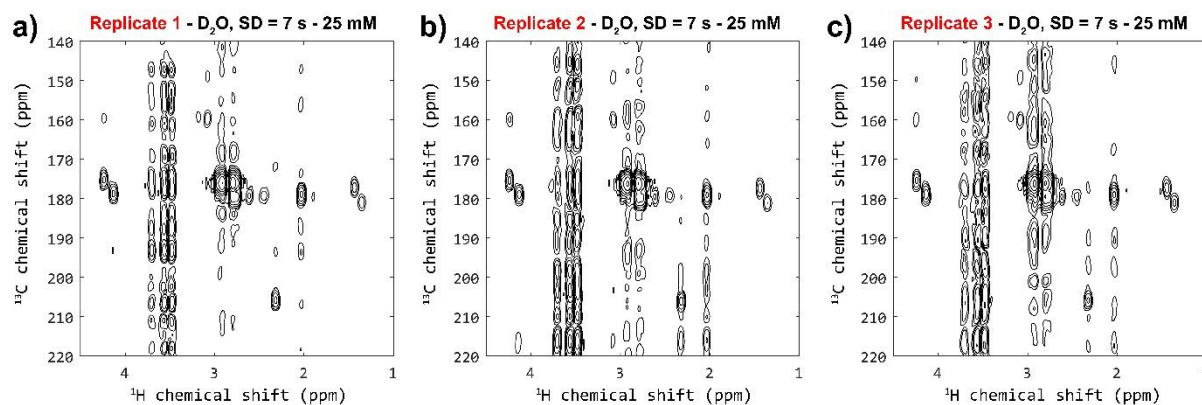 a) Replicate 1 - D₂O, SD = 7 s - 25 mM
140
150
160
170
180
190
200
210
220
¹³C chemical shift (ppm)
4 3 2 1
¹H chemical shift (ppm)
b) Replicate 2 - D₂O, SD = 7 s - 25 mM
140
150
160
170
180
190
200
210
220
¹³C chemical shift (ppm)
4 3 2 1
¹H chemical shift (ppm)
c) Replicate 3 - D₂O, SD = 7 s - 25 mM
140
150
160
170
180
190
200
210
220
¹³C chemical shift (ppm)
4 3 2 1
¹H chemical shift (ppm)